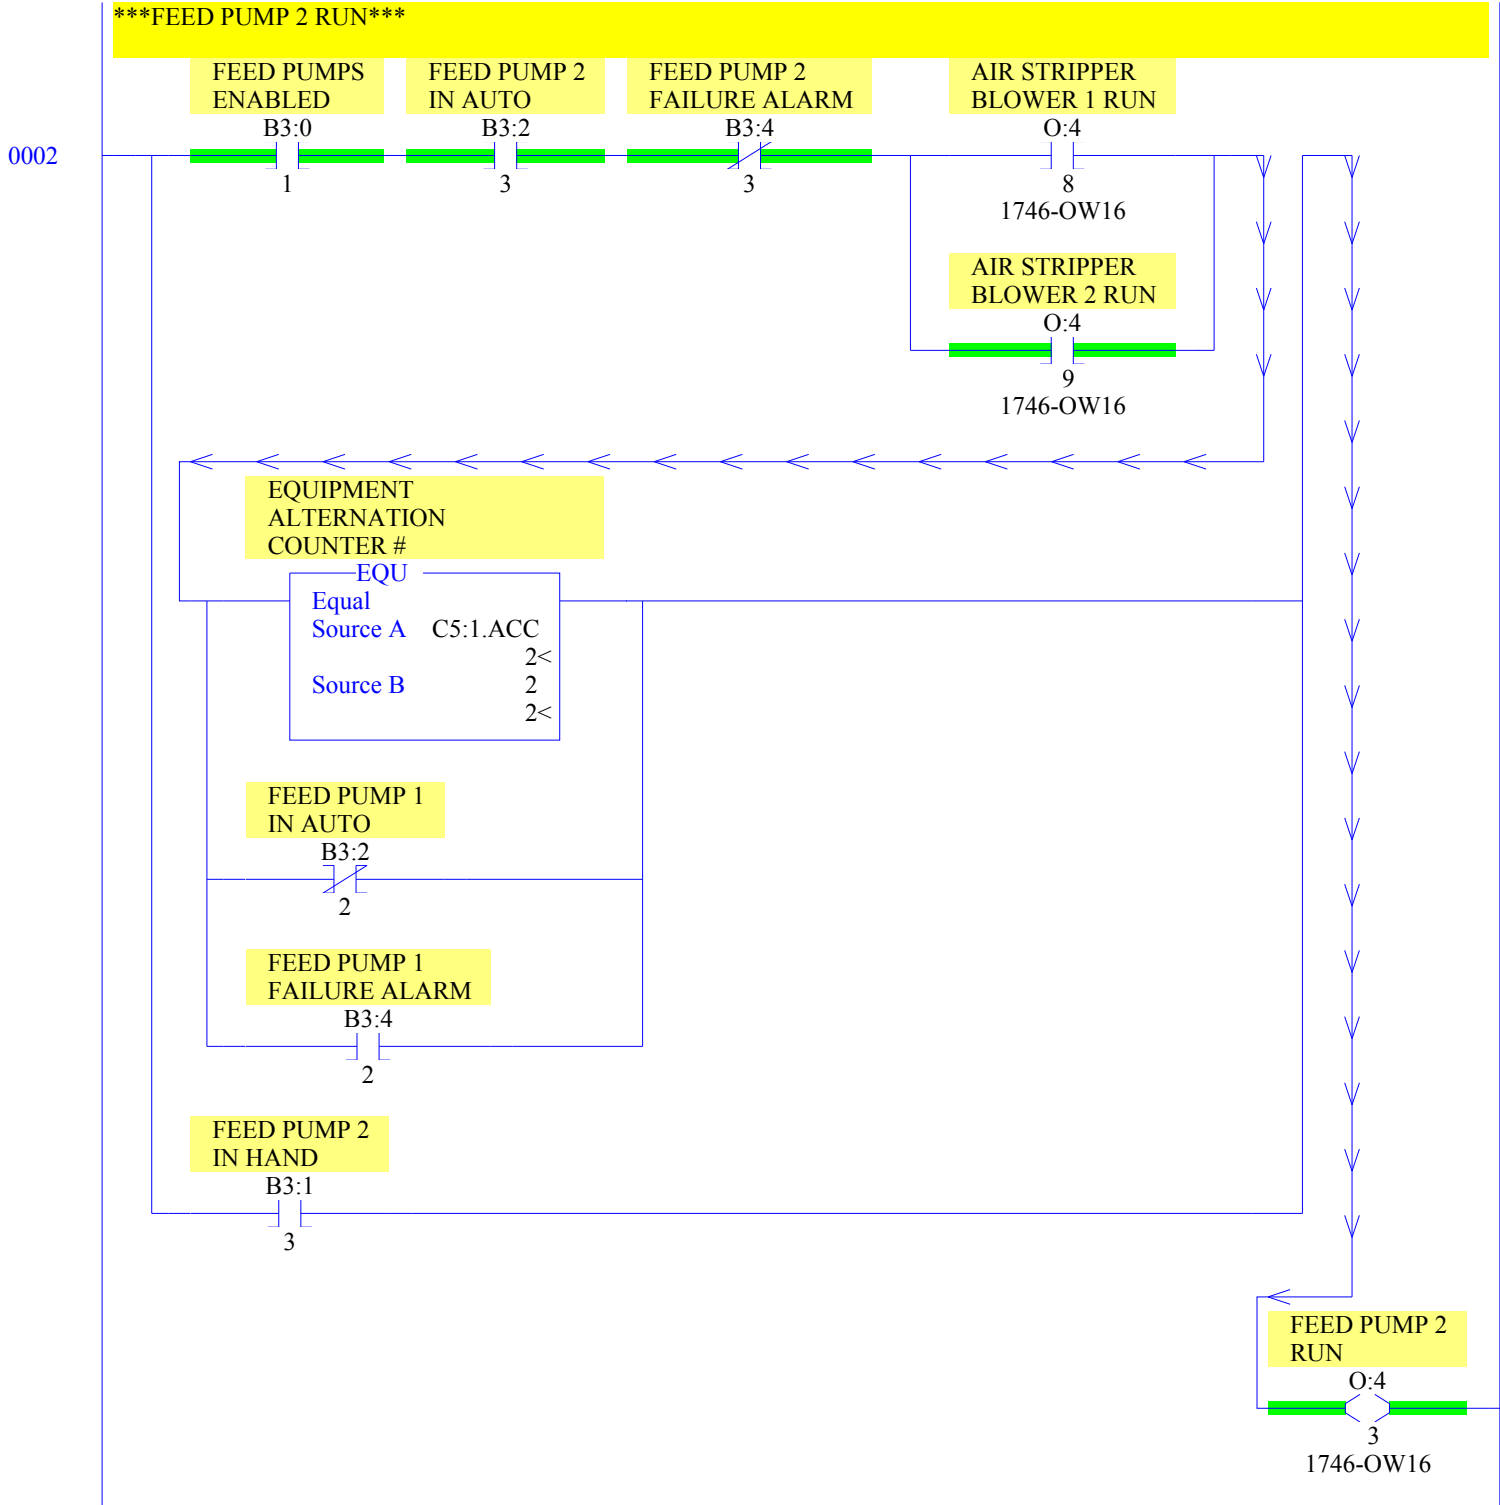 ***FEED PUMP 2 RUN***
FEED PUMPS
ENABLED
B3:0
1
FEED PUMP 2
IN AUTO
B3:2
3
FEED PUMP 2
FAILURE ALARM
B3:4
3
AIR STRIPPER
BLOWER 1 RUN
O:4
8
1746-OW16
0002
AIR STRIPPER
BLOWER 2 RUN
O:4
9
1746-OW16
EQUIPMENT
ALTERNATION
COUNTER #
EQU
Equal
Source A C5:1.ACC
2<
Source B 2
2<
FEED PUMP 1
IN AUTO
B3:2
2
FEED PUMP 1
FAILURE ALARM
B3:4
2
FEED PUMP 2
IN HAND
B3:1
3
FEED PUMP 2
RUN
O:4
3
1746-OW16